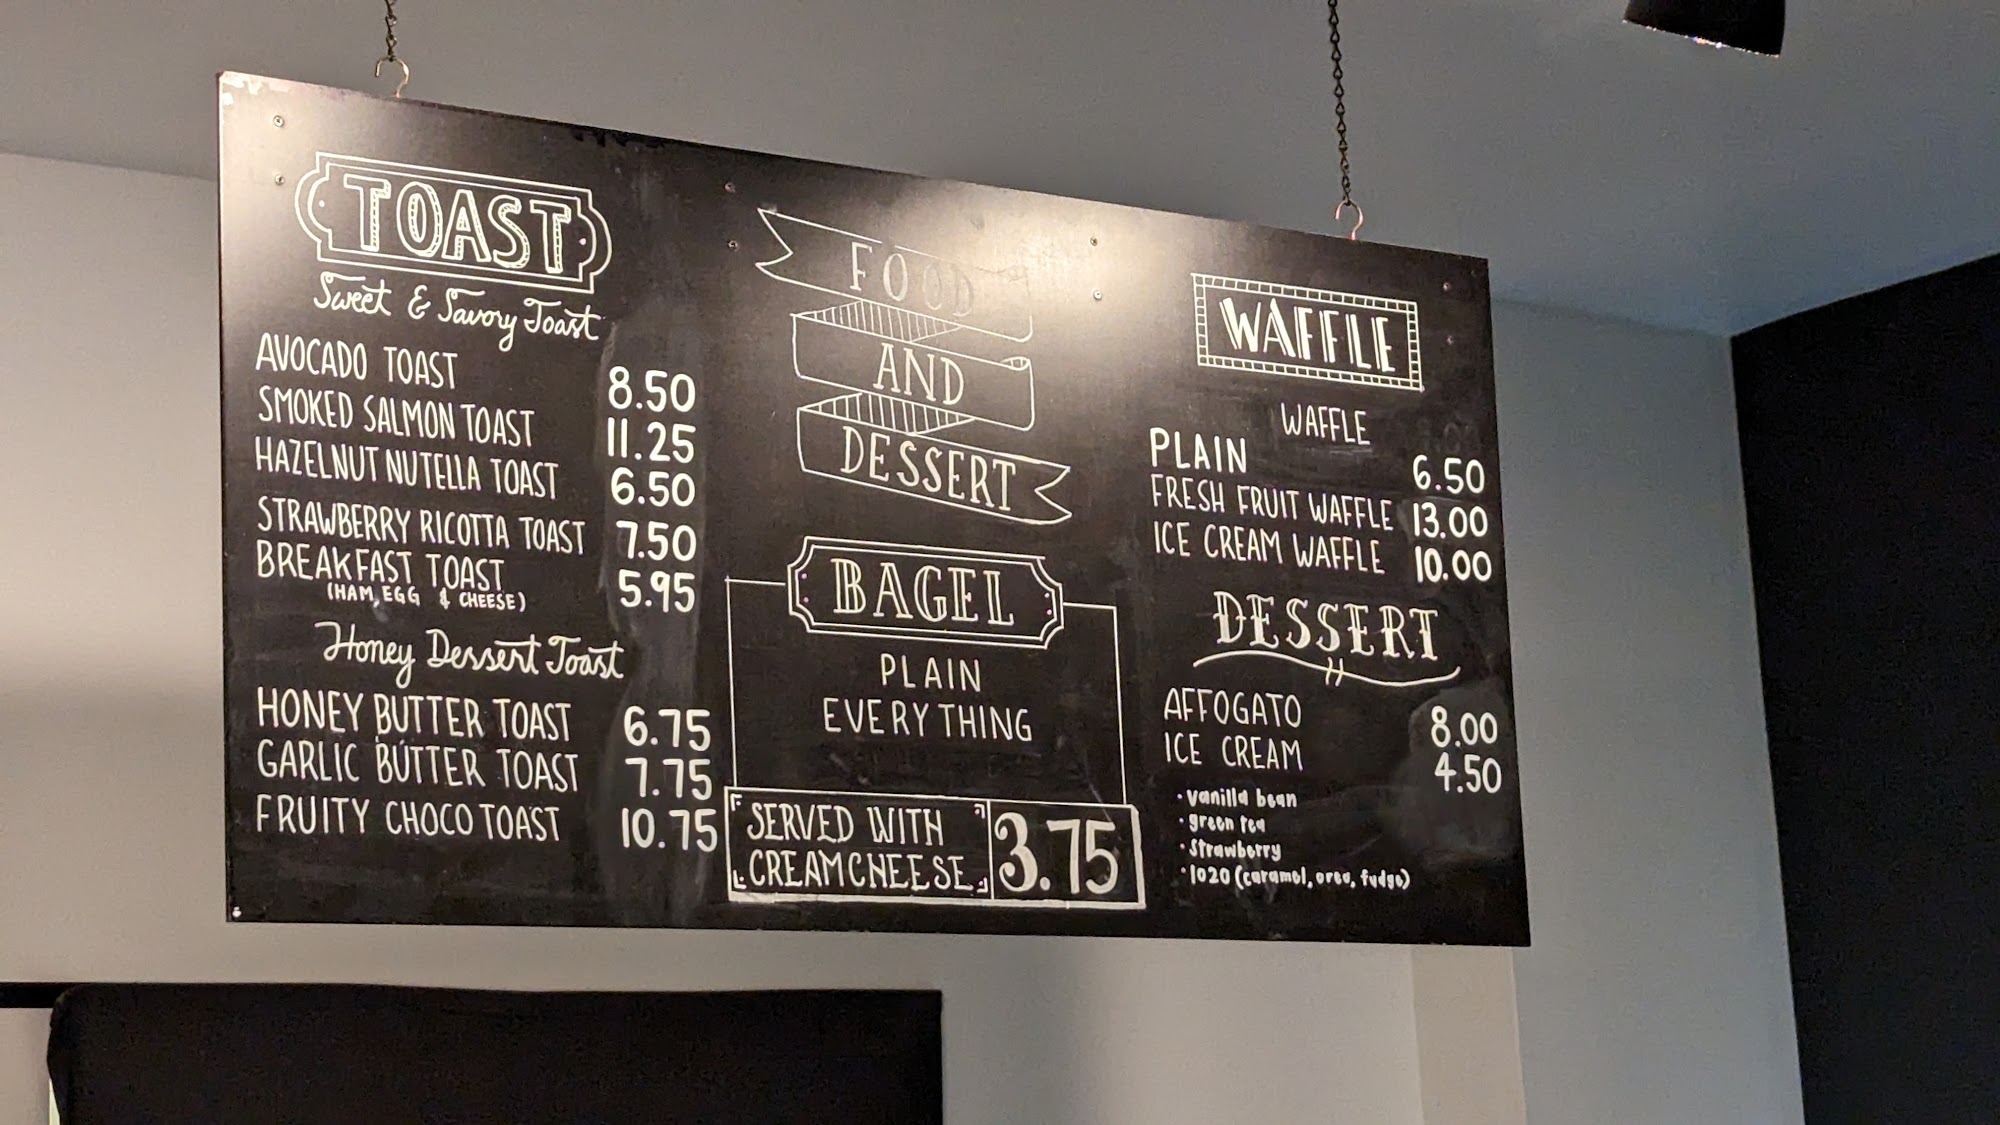 TOAST
Sweet & Savory Toast
AVOCADO TOAST 8.50
SMOKED SALMON TOAST 11.25
HAZELNUT NUTELLA TOAST 6.50
STRAWBERRY RICOTTA TOAST 7.50
BREAKFAST TOAST 5.95
(HAM, EGG & CHEESE)
Honey Dessert Toast
HONEY BUTTER TOAST 6.75
GARLIC BUTTER TOAST 7.75
FRUITY CHOCO TOAST 10.75
FOOD
AND
DESSERT
BAGEL
PLAIN
EVERYTHING
SERVED WITH
CREAMCHEESE
3.75
WAFFLE
WAFFLE
PLAIN 6.50
FRESH FRUIT WAFFLE 13.00
ICE CREAM WAFFLE 10.00
DESSERT
AFFOGATO 8.00
ICE CREAM 4.50
• vanilla bean
• green tea
• strawberry
• 1020 (caramel, oreo, fudge)